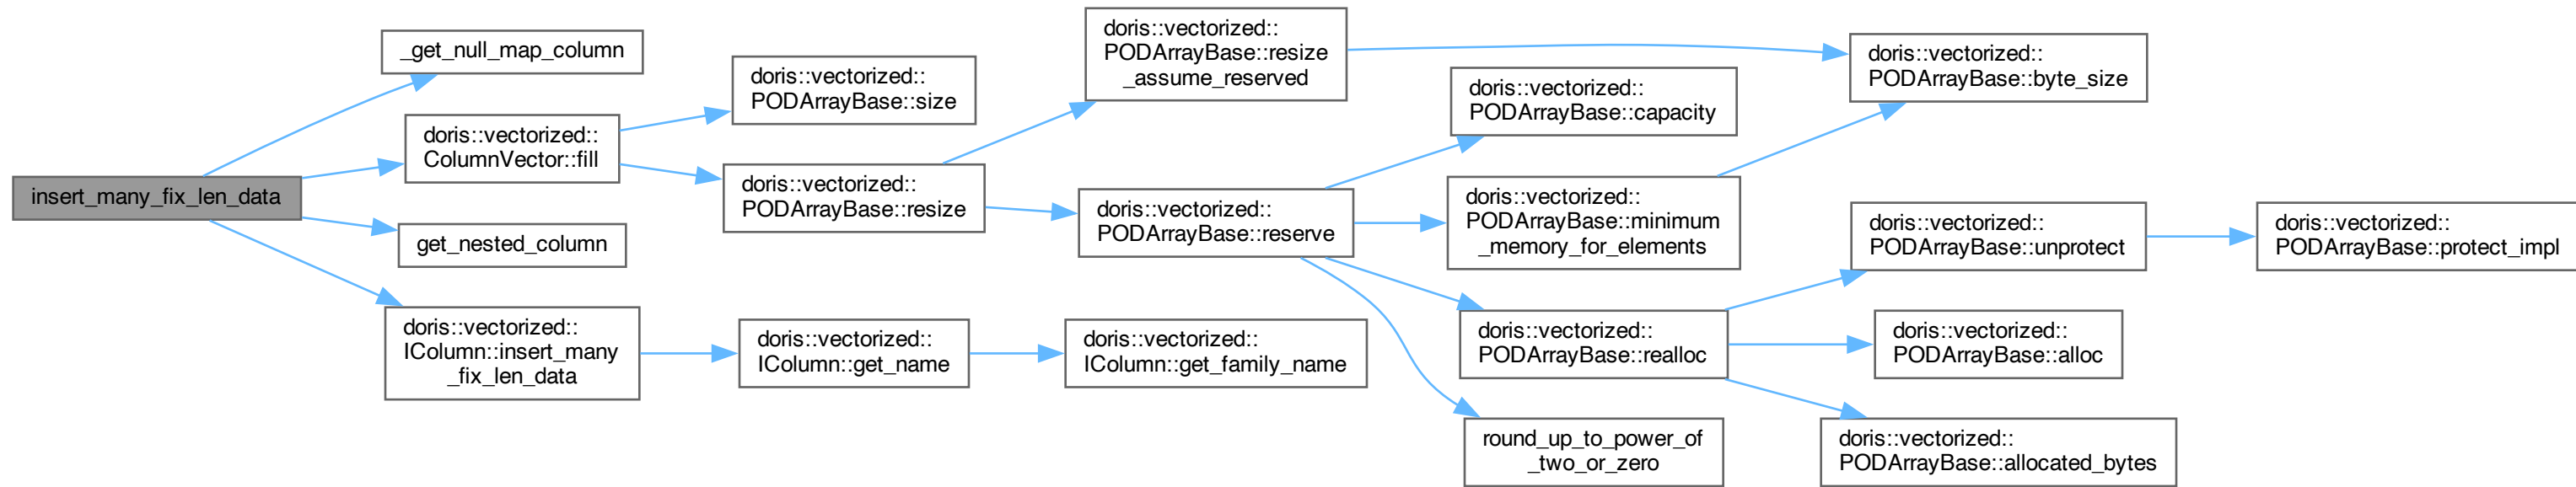 insert_many_fix_len_data
_get_null_map_column
doris::vectorized::
ColumnVector::fill
get_nested_column
doris::vectorized::
IColumn::insert_many
_fix_len_data
doris::vectorized::
PODArrayBase::size
doris::vectorized::
PODArrayBase::resize
doris::vectorized::
IColumn::get_name
doris::vectorized::
PODArrayBase::resize
_assume_reserved
doris::vectorized::
PODArrayBase::reserve
doris::vectorized::
IColumn::get_family_name
doris::vectorized::
PODArrayBase::capacity
doris::vectorized::
PODArrayBase::minimum
_memory_for_elements
doris::vectorized::
PODArrayBase::realloc
round_up_to_power_of
_two_or_zero
doris::vectorized::
PODArrayBase::byte_size
doris::vectorized::
PODArrayBase::unprotect
doris::vectorized::
PODArrayBase::alloc
doris::vectorized::
PODArrayBase::allocated_bytes
doris::vectorized::
PODArrayBase::protect_impl